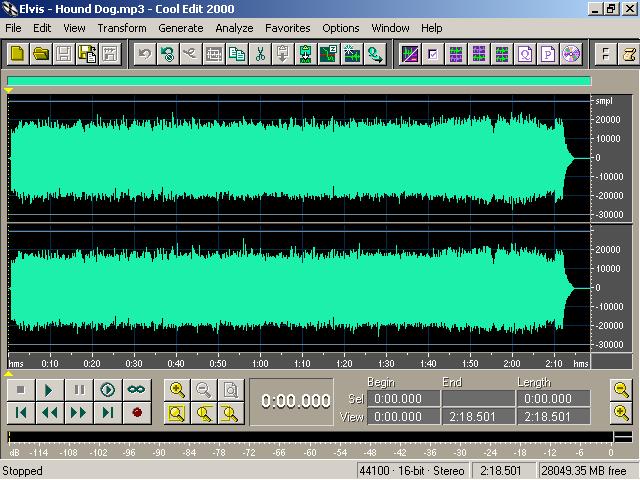 Elvis - Hound Dog.mp3 - Cool Edit 2000
File Edit View Transform Generate Analyze Favorites Options Window Help
Q P F
smpl
20000
10000
0
-10000
-20000
-30000
20000
10000
0
-10000
-20000
-30000
hms 0:10 0:20 0:30 0:40 0:50 1:00 1:10 1:20 1:30 1:40 1:50 2:00 2:10 hms
Begin End Length
0:00.000
Sel 0:00.000 0:00.000
View 0:00.000 2:18.501 2:18.501
dB -114 -108 -102 -96 -90 -84 -78 -72 -66 -60 -54 -48 -42 -36 -30 -24 -18 -12 -6 0
Stopped 44100 · 16-bit · Stereo 2:18.501 28049.35 MB free